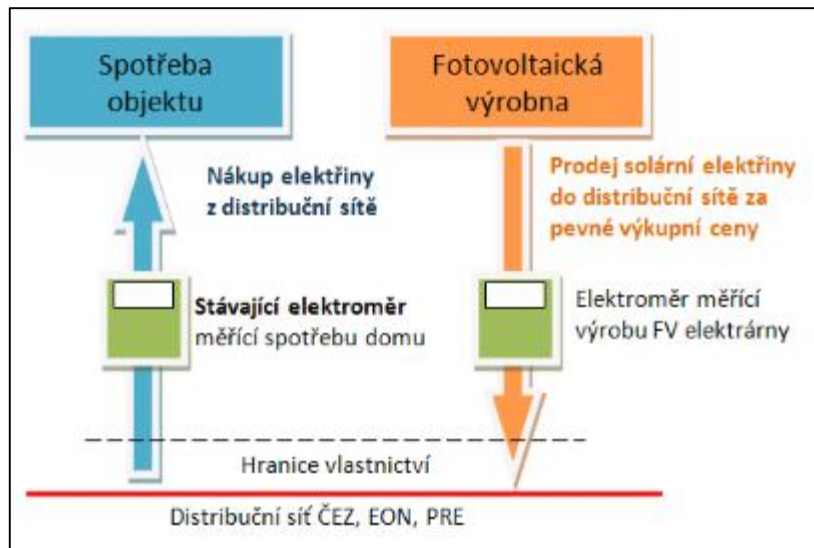 Spotřeba
objektu
Fotovoltaická
výrobna
Nákup elektřiny
z distribuční sítě
Prodej solární elektřiny
do distribuční sítě za
pevné výkupní ceny
Stávající elektroměr
měřící spotřebu domu
Elektroměr měřící
výrobu FV elektrárny
Hranice vlastnictví
Distribuční síť ČEZ, EON, PRE